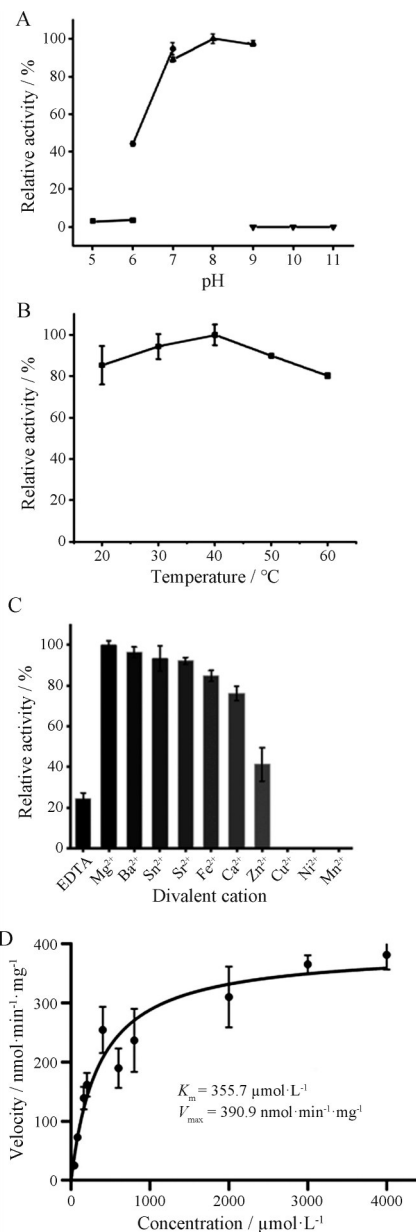 A
Relative activity / %
100
80
60
40
20
0
5 6 7 8 9 10 11
pH
B
Relative activity / %
100
80
60
40
20
0
20 30 40 50 60
Temperature / °C
C
Relative activity / %
100
80
60
40
20
0
EDTA Mg²⁺ Ba²⁺ Sn²⁺ Sr²⁺ Fe²⁺ Ca²⁺ Zn²⁺ Cu²⁺ Ni²⁺ Mn²⁺
Divalent cation
D
Velocity / nmol·min⁻¹·mg⁻¹
400
300
200
100
0
Kₘ = 355.7 μmol·L⁻¹
Vₘₐₓ = 390.9 nmol·min⁻¹·mg⁻¹
0 1000 2000 3000 4000
Concentration / μmol·L⁻¹